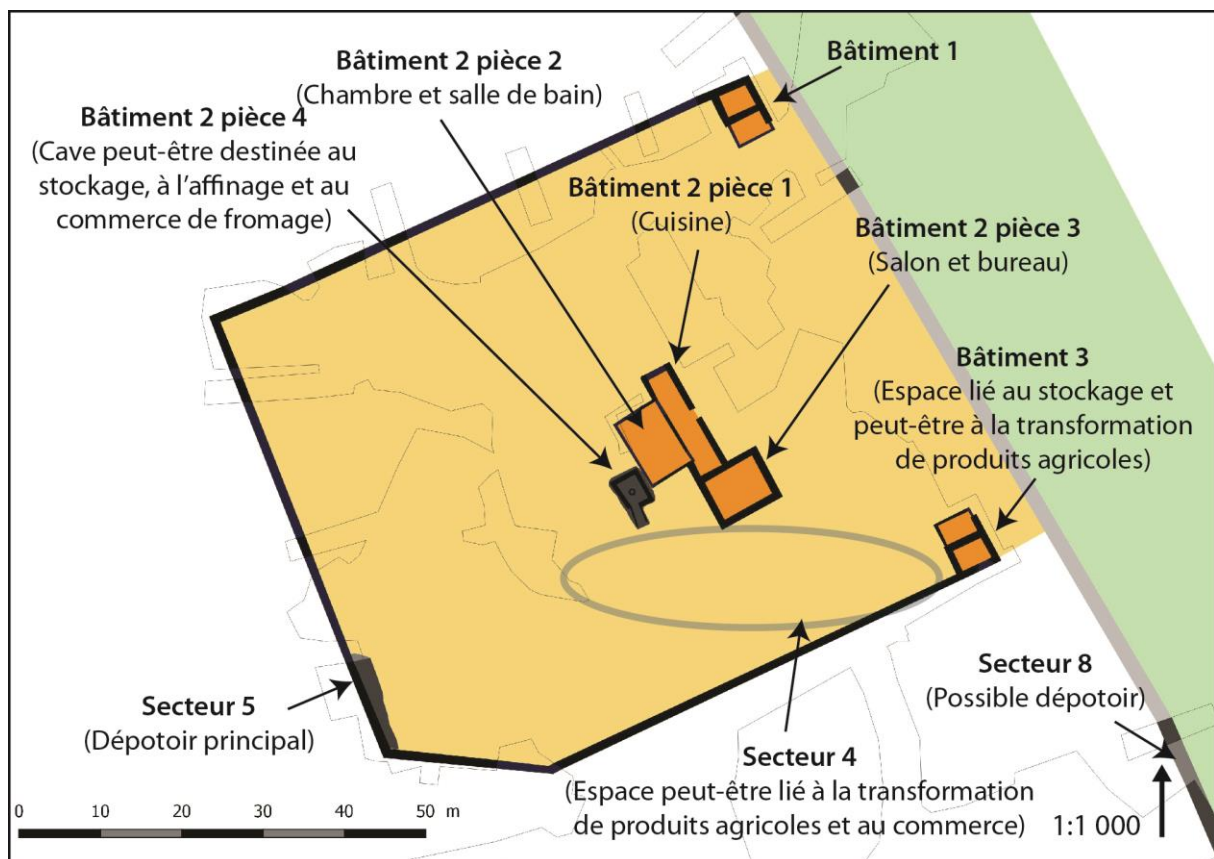 Bâtiment 1
Bâtiment 2 pièce 2
(Chambre et salle de bain)
Bâtiment 2 pièce 4
(Cave peut-être destinée au
stockage, à l’affinage et au
commerce de fromage)
Bâtiment 2 pièce 1
(Cuisine)
Bâtiment 2 pièce 3
(Salon et bureau)
Bâtiment 3
(Espace lié au stockage et
peut-être à la transformation
de produits agricoles)
Secteur 5
(Dépotoir principal)
Secteur 8
(Possible dépotoir)
Secteur 4
(Espace peut-être lié à la transformation
de produits agricoles et au commerce)
0 10 20 30 40 50 m
1:1 000